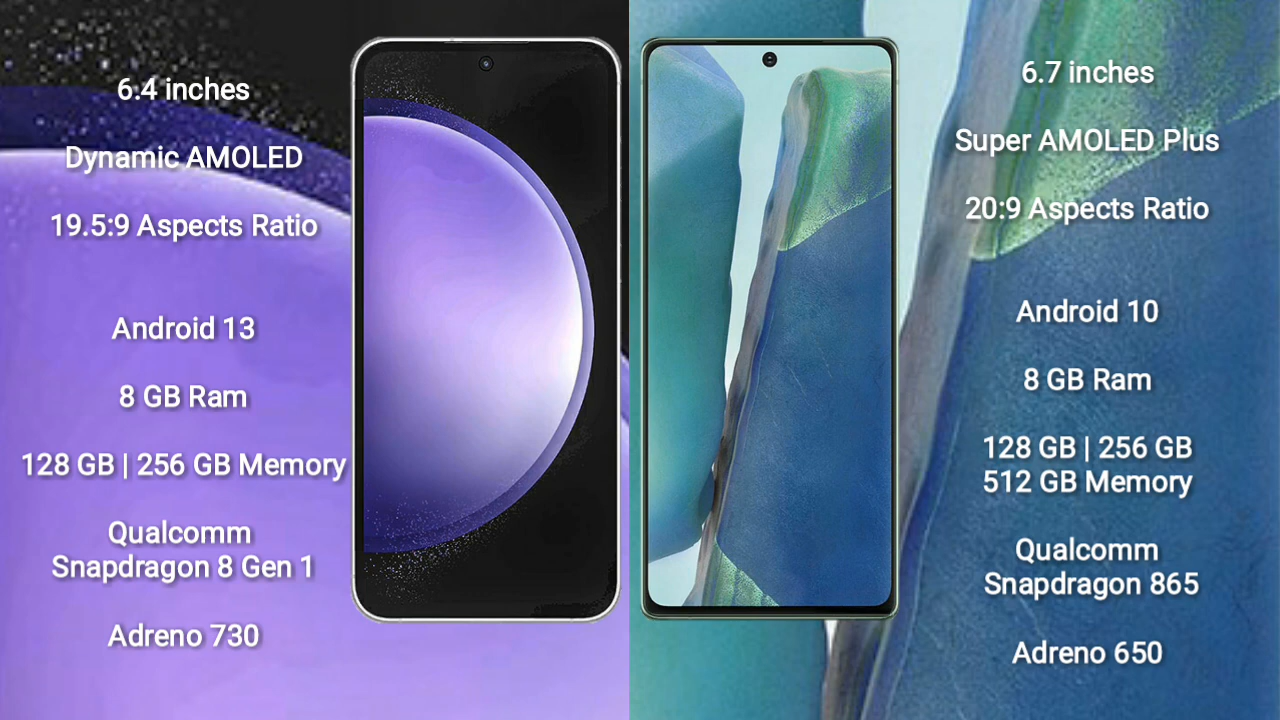 6.4 inches
Dynamic AMOLED
19.5:9 Aspects Ratio
Android 13
8 GB Ram
128 GB | 256 GB Memory
Qualcomm
Snapdragon 8 Gen 1
Adreno 730
6.7 inches
Super AMOLED Plus
20:9 Aspects Ratio
Android 10
8 GB Ram
128 GB | 256 GB
512 GB Memory
Qualcomm
Snapdragon 865
Adreno 650